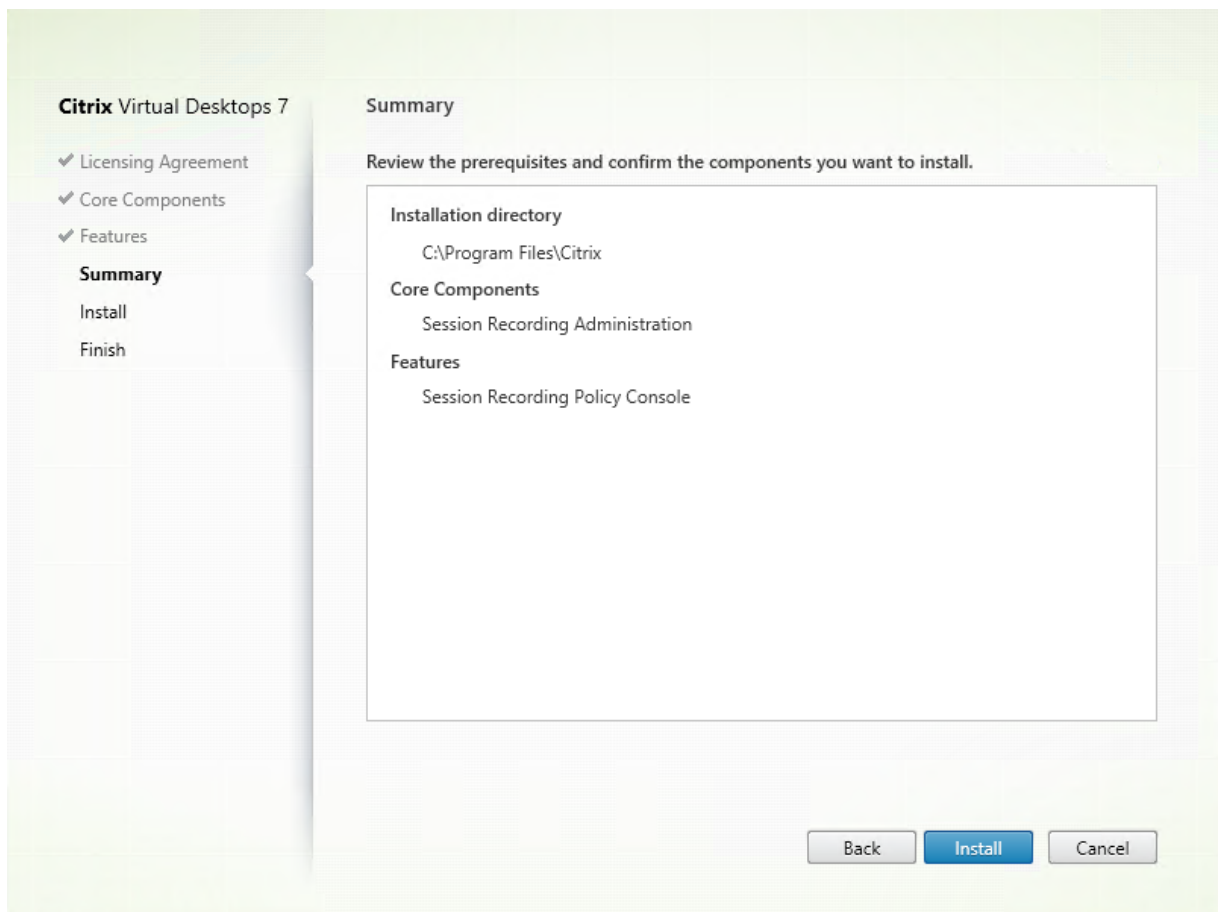 Citrix Virtual Desktops 7
Licensing Agreement
Core Components
Features
Summary
Install
Finish
Summary
Review the prerequisites and confirm the components you want to install.
Installation directory
C:\Program Files\Citrix
Core Components
Session Recording Administration
Features
Session Recording Policy Console
Back
Install
Cancel